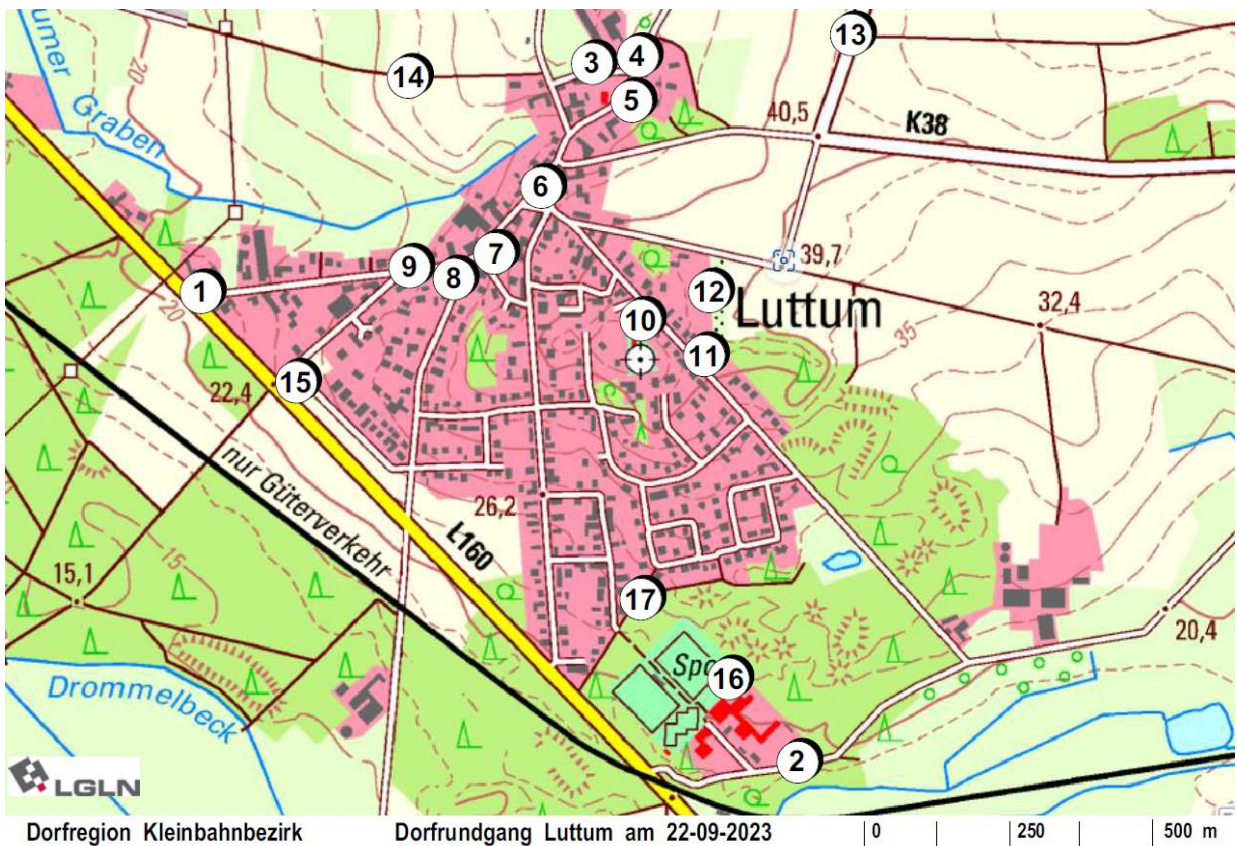 13
3
4
14
umer
Graben
20
5
40,5
K38
6
7
9
8
39,7
1
12
Luttum
20
10
32,4
11
35
15
22,4
nur Güterverkehr
26,2
L160
15
15,1
17
20,4
Spo
16
Drommelbeck
2
LGLN
Dorfregion Kleinbahnbezirk Dorfrundgang Luttum am 22-09-2023 0 250 500 m